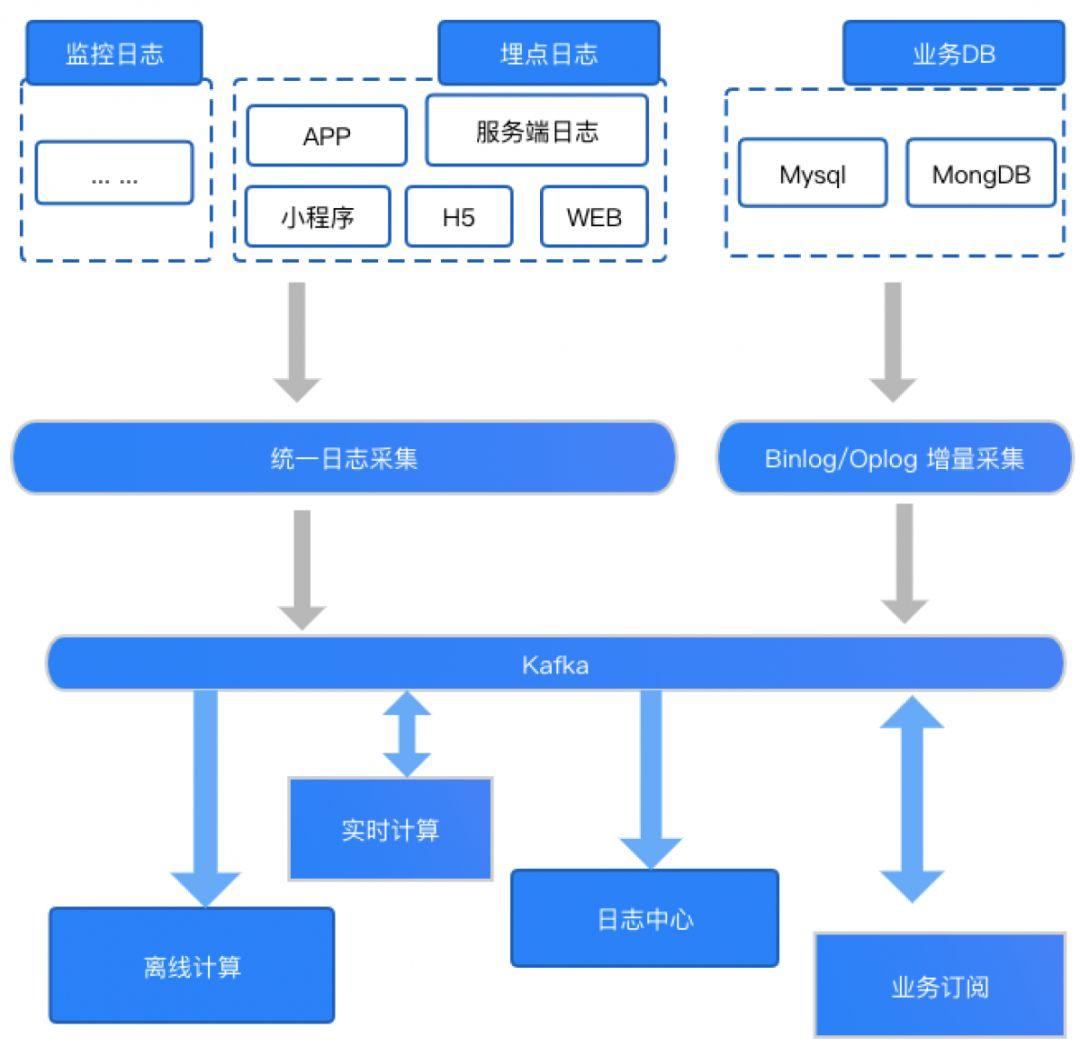 监控日志
埋点日志
业务DB
... ...
APP
服务端日志
小程序
H5
WEB
Mysql
MongDB
统一日志采集
Binlog/Oplog 增量采集
Kafka
实时计算
日志中心
离线计算
业务订阅